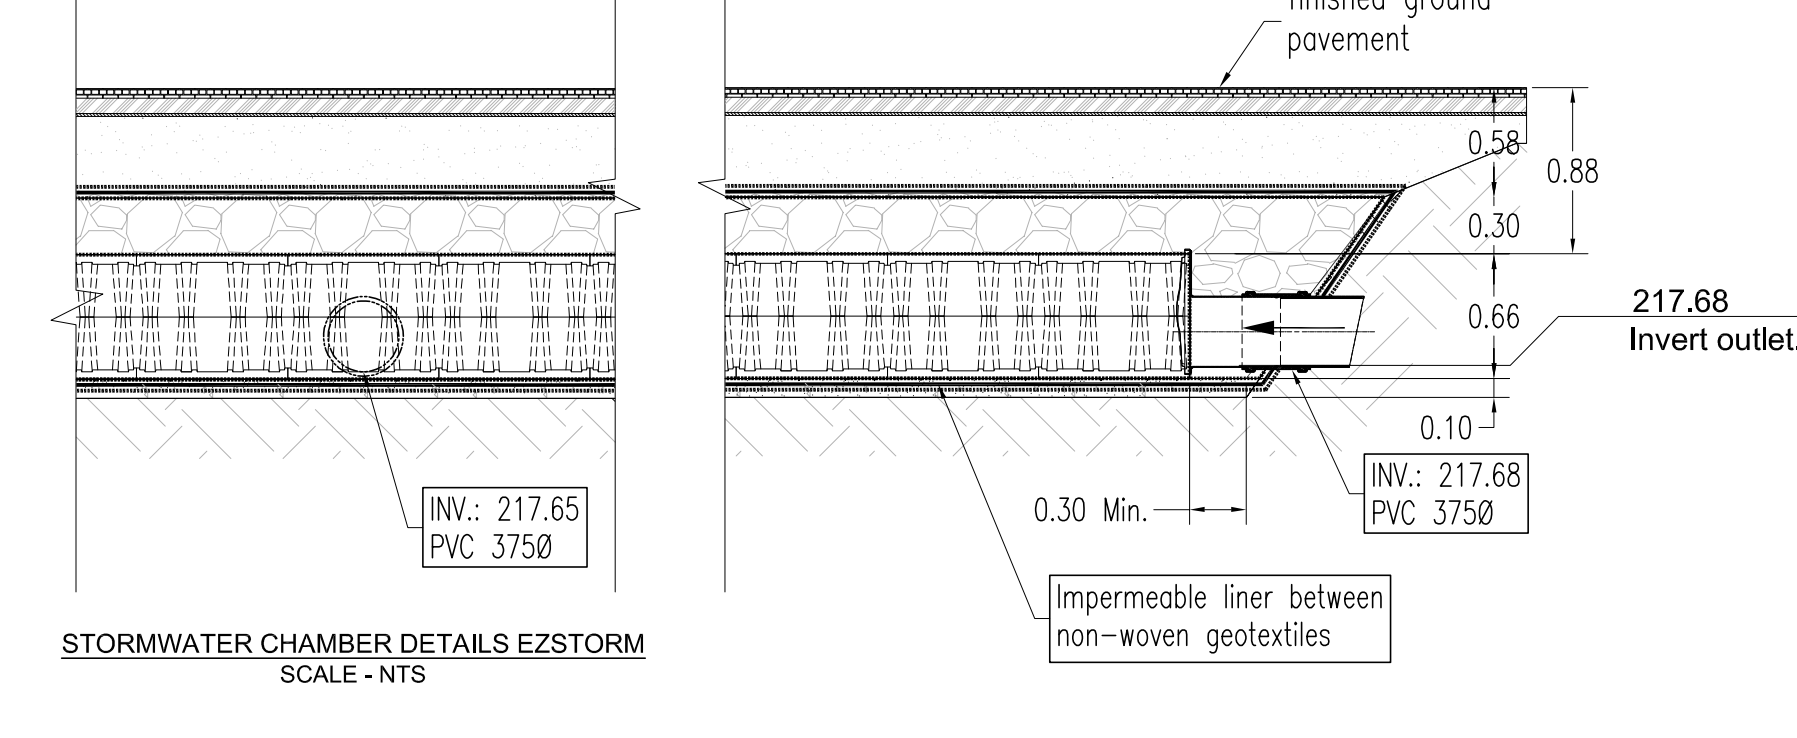 finished ground
pavement
0.58
0.88
0.30
0.66
217.68
Invert outlet.
0.10
INV.: 217.68
PVC 375Ø
0.30 Min.
INV.: 217.65
PVC 375Ø
Impermeable liner between
non-woven geotextiles
STORMWATER CHAMBER DETAILS EZSTORM
SCALE - NTS